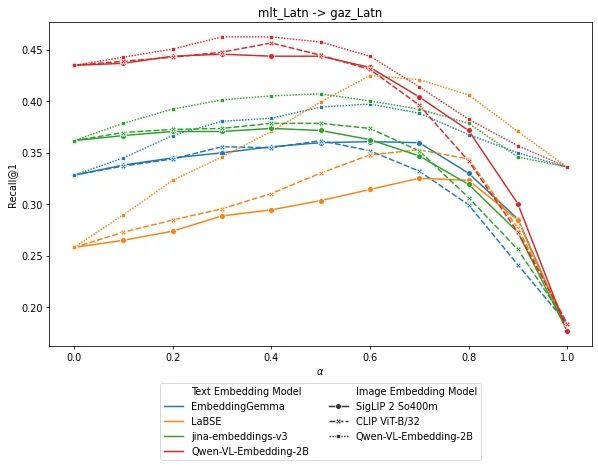 mlt_Latn -> gaz_Latn
Recall@1
0.45
0.40
0.35
0.30
0.25
0.20
0.0 0.2 0.4 0.6 0.8 1.0
α
Text Embedding Model Image Embedding Model
EmbeddingGemma SigLIP 2 So400m
LaBSE CLIP ViT-B/32
jina-embeddings-v3 Qwen-VL-Embedding-2B
Qwen-VL-Embedding-2B